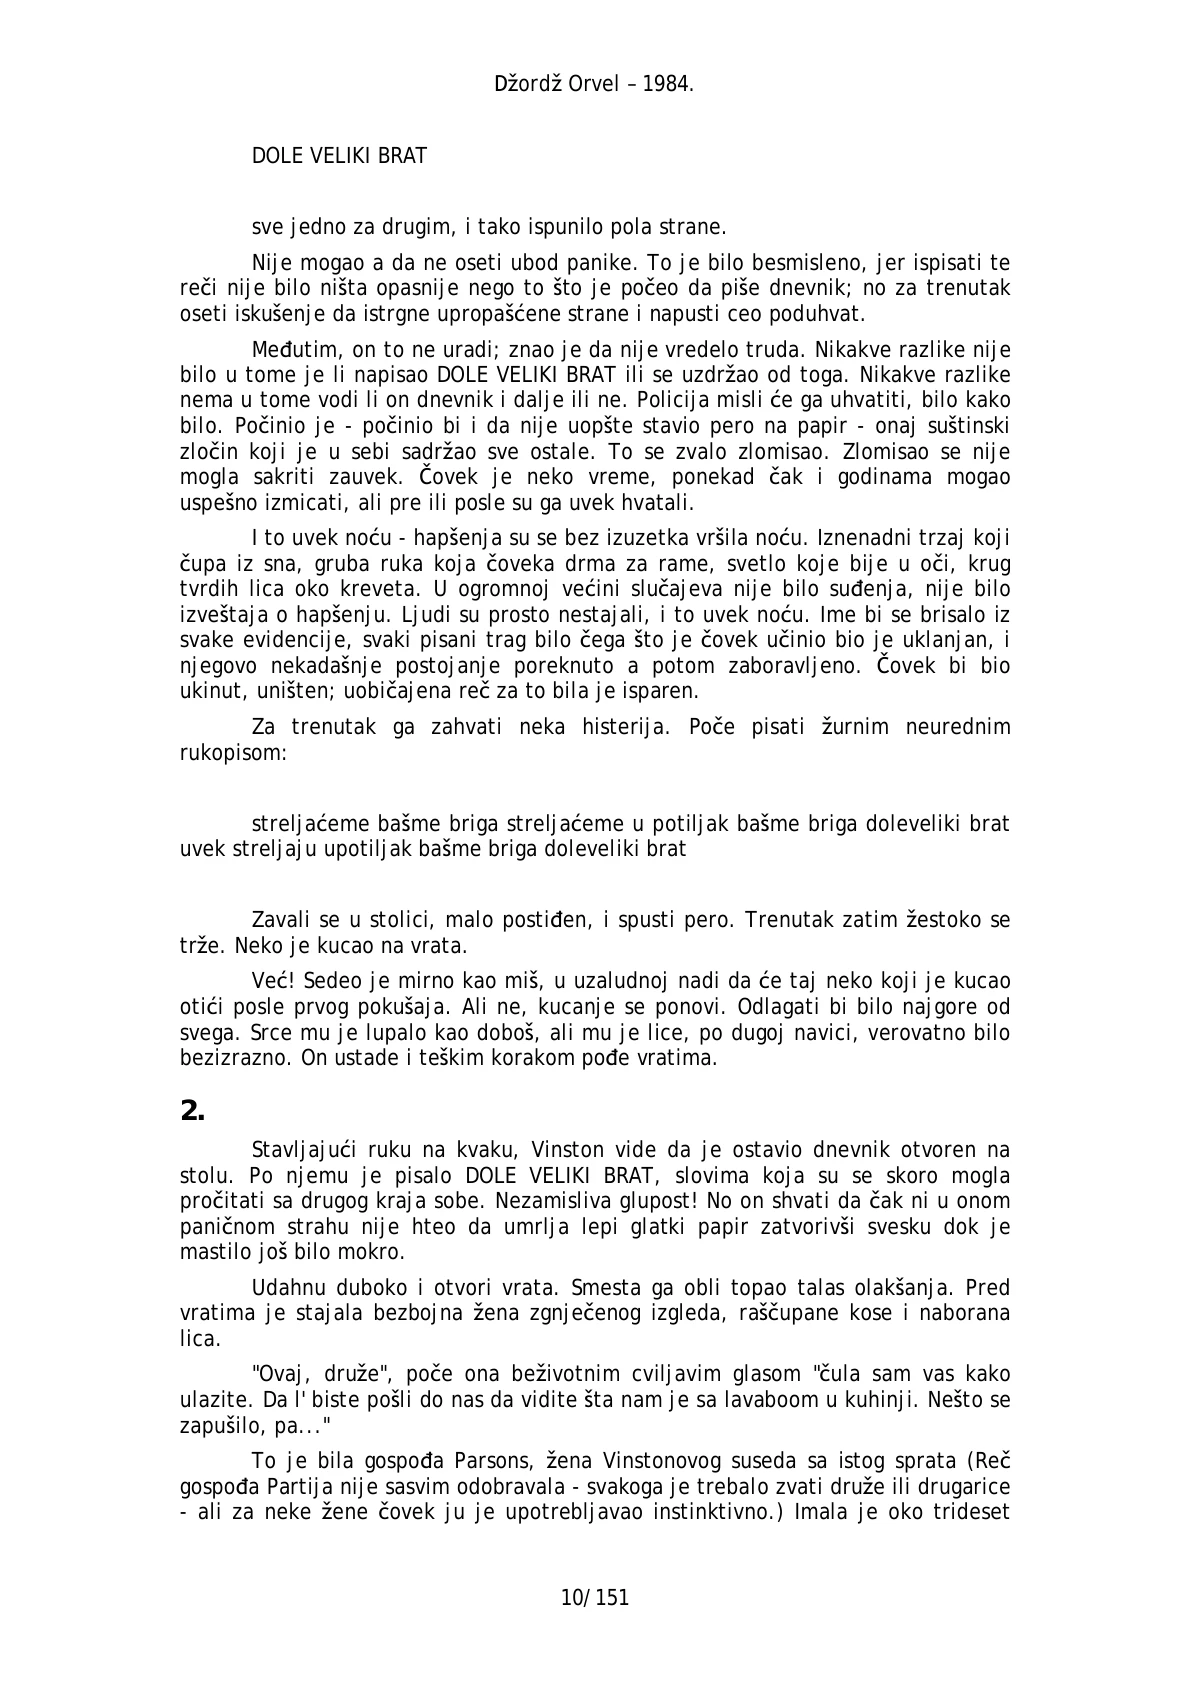 Džordž Orvel – 1984.
DOLE VELIKI BRAT
sve jedno za drugim, i tako ispunilo pola strane.
Nije mogao a da ne oseti ubod panike. To je bilo besmisleno, jer ispisati te
reči nije bilo ništa opasnije nego to što je počeo da piše dnevnik; no za trenutak
oseti iskušenje da istrgne upropašćene strane i napusti ceo poduhvat.
Međutim, on to ne uradi; znao je da nije vredelo truda. Nikakve razlike nije
bilo u tome je li napisao DOLE VELIKI BRAT ili se uzdržao od toga. Nikakve razlike
nema u tome vodi li on dnevnik i dalje ili ne. Policija misli će ga uhvatiti, bilo kako
bilo. Počinio je - počinio bi i da nije uopšte stavio pero na papir - onaj suštinski
zločin koji je u sebi sadržao sve ostale. To se zvalo zlomisao. Zlomisao se nije
mogla sakriti zauvek. Čovek je neko vreme, ponekad čak i godinama mogao
uspešno izmicati, ali pre ili posle su ga uvek hvatali.
I to uvek noću - hapšenja su se bez izuzetka vršila noću. Iznenadni trzaj koji
čupa iz sna, gruba ruka koja čoveka drma za rame, svetlo koje bije u oči, krug
tvrdih lica oko kreveta. U ogromnoj većini slučajeva nije bilo suđenja, nije bilo
izveštaja o hapšenju. Ljudi su prosto nestajali, i to uvek noću. Ime bi se brisalo iz
svake evidencije, svaki pisani trag bilo čega što je čovek učinio bio je uklanjan, i
njegovo nekadašnje postojanje poreknuto a potom zaboravljeno. Čovek bi bio
ukinut, uništen; uobičajena reč za to bila je isparen.
Za trenutak ga zahvati neka histerija. Poče pisati žurnim neurednim
rukopisom:
streljaćeme bašme briga streljaćeme u potiljak bašme briga doleveliki brat
uvek streljaju upotiljak bašme briga doleveliki brat
Zavali se u stolici, malo postiđen, i spusti pero. Trenutak zatim žestoko se
trže. Neko je kucao na vrata.
Već! Sedeo je mirno kao miš, u uzaludnoj nadi da će taj neko koji je kucao
otići posle prvog pokušaja. Ali ne, kucanje se ponovi. Odlagati bi bilo najgore od
svega. Srce mu je lupalo kao doboš, ali mu je lice, po dugoj navici, verovatno bilo
bezizrazno. On ustade i teškim korakom pođe vratima.
2.
Stavljajući ruku na kvaku, Vinston vide da je ostavio dnevnik otvoren na
stolu. Po njemu je pisalo DOLE VELIKI BRAT, slovima koja su se skoro mogla
pročitati sa drugog kraja sobe. Nezamisliva glupost! No on shvati da čak ni u onom
paničnom strahu nije hteo da umrlja lepi glatki papir zatvorivši svesku dok je
mastilo još bilo mokro.
Udahnu duboko i otvori vrata. Smesta ga obli topao talas olakšanja. Pred
vratima je stajala bezbojna žena zgnječenog izgleda, raščupane kose i naborana
lica.
"Ovaj, druže", poče ona beživotnim cviljavim glasom "čula sam vas kako
ulazite. Da l' biste pošli do nas da vidite šta nam je sa lavaboom u kuhinji. Nešto se
zapušilo, pa..."
To je bila gospođa Parsons, žena Vinstonovog suseda sa istog sprata (Reč
gospođa Partija nije sasvim odobravala - svakoga je trebalo zvati druže ili drugarice
- ali za neke žene čovek ju je upotrebljavao instinktivno.) Imala je oko trideset
10/151